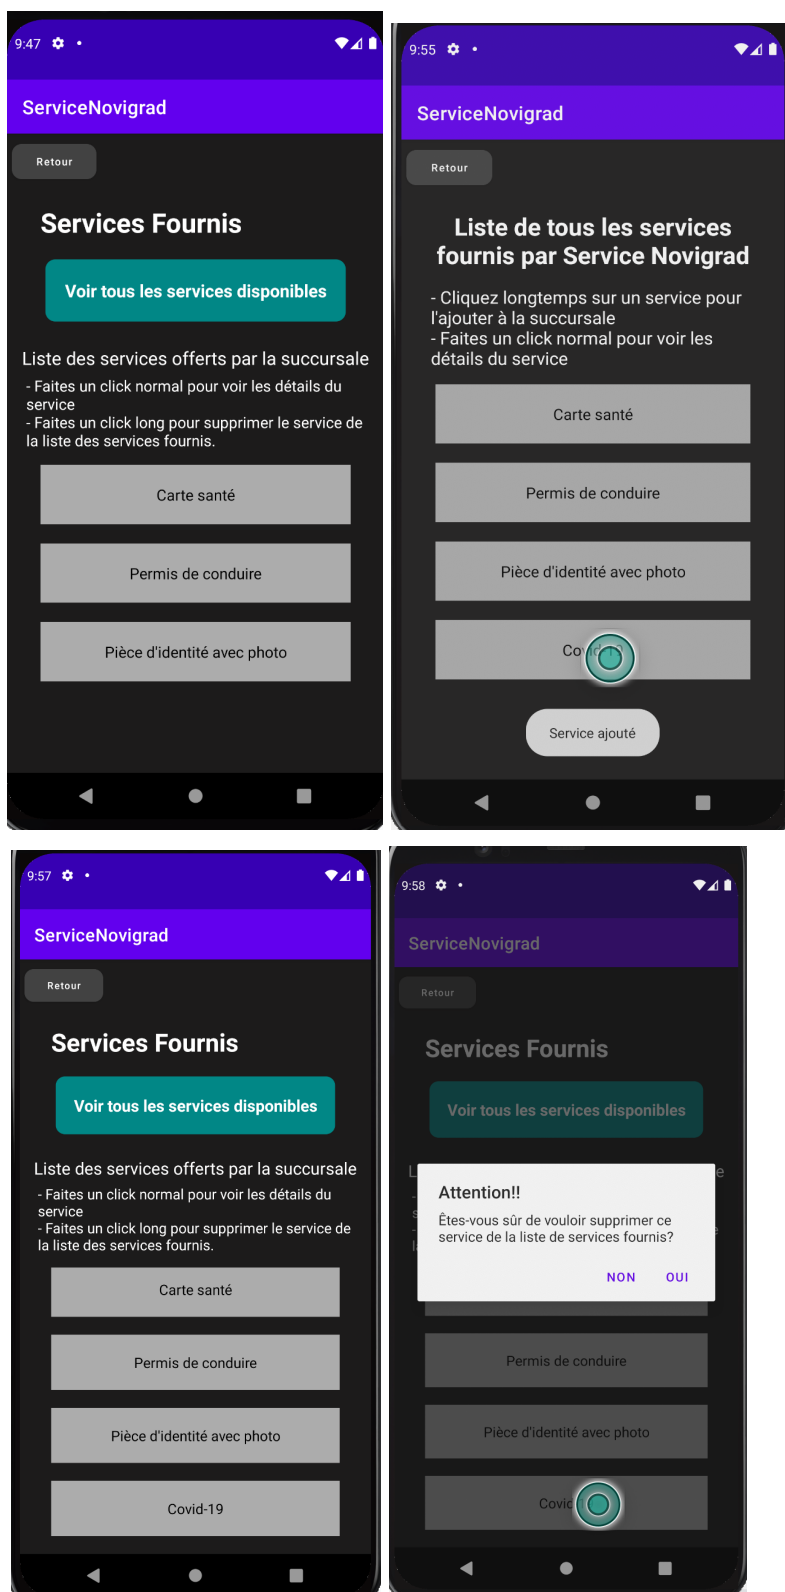 9:47
ServiceNovigrad
Retour
Services Fournis
Voir tous les services disponibles
Liste des services offerts par la succursale
- Faites un click normal pour voir les détails du
service
- Faites un click long pour supprimer le service de
la liste des services fournis.
Carte santé
Permis de conduire
Pièce d'identité avec photo
9:55
ServiceNovigrad
Retour
Liste de tous les services
fournis par Service Novigrad
- Cliquez longtemps sur un service pour
l'ajouter à la succursale
- Faites un click normal pour voir les
détails du service
Carte santé
Permis de conduire
Pièce d'identité avec photo
Covid-19
Service ajouté
9:57
ServiceNovigrad
Retour
Services Fournis
Voir tous les services disponibles
Liste des services offerts par la succursale
- Faites un click normal pour voir les détails du
service
- Faites un click long pour supprimer le service de
la liste des services fournis.
Carte santé
Permis de conduire
Pièce d'identité avec photo
Covid-19
9:58
ServiceNovigrad
Retour
Services Fournis
Voir tous les services disponibles
Attention!!
Êtes-vous sûr de vouloir supprimer ce
service de la liste de services fournis?
NON OUI
Permis de conduire
Pièce d'identité avec photo